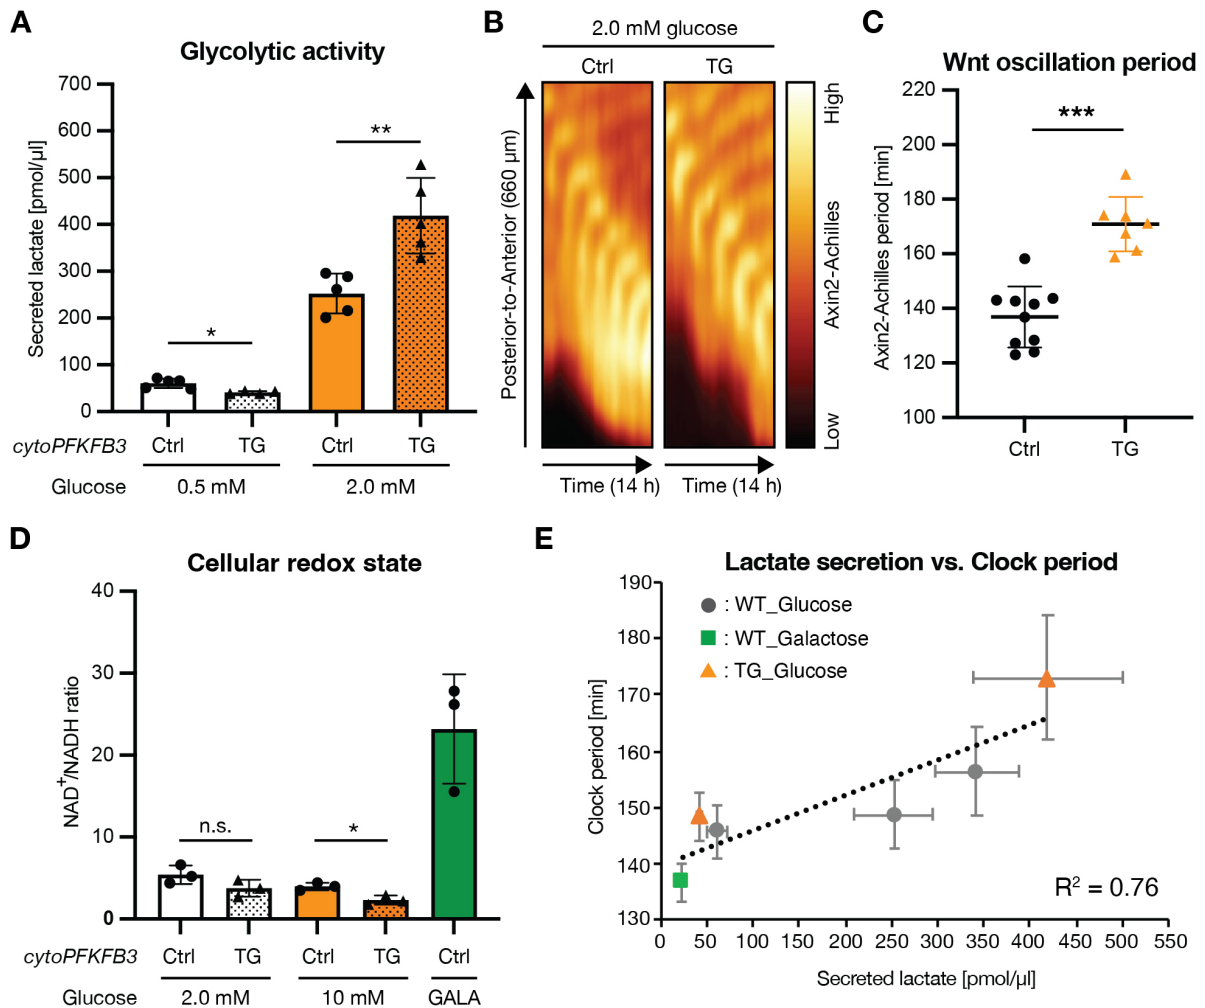 A
Glycolytic activity
Secreted lactate [pmol/µl]
700
600
500
400
300
200
100
0
*
**
cytoPFKFB3 Ctrl TG Ctrl TG
Glucose 0.5 mM 2.0 mM
B
2.0 mM glucose
Ctrl TG
Posterior-to-Anterior (660 µm)
High
Axin2-Achilles
Low
Time (14 h) Time (14 h)
C
Wnt oscillation period
Axin2-Achilles period [min]
220
200
180
160
140
120
100
***
Ctrl TG
D
Cellular redox state
NAD+/NADH ratio
40
30
20
10
0
n.s.
*
cytoPFKFB3 Ctrl TG Ctrl TG Ctrl
Glucose 2.0 mM 10 mM GALA
E
Lactate secretion vs. Clock period
Clock period [min]
190
180
170
160
150
140
130
: WT_Glucose
: WT_Galactose
: TG_Glucose
R² = 0.76
0 50 100 150 200 250 300 350 400 450 500 550
Secreted lactate [pmol/µl]